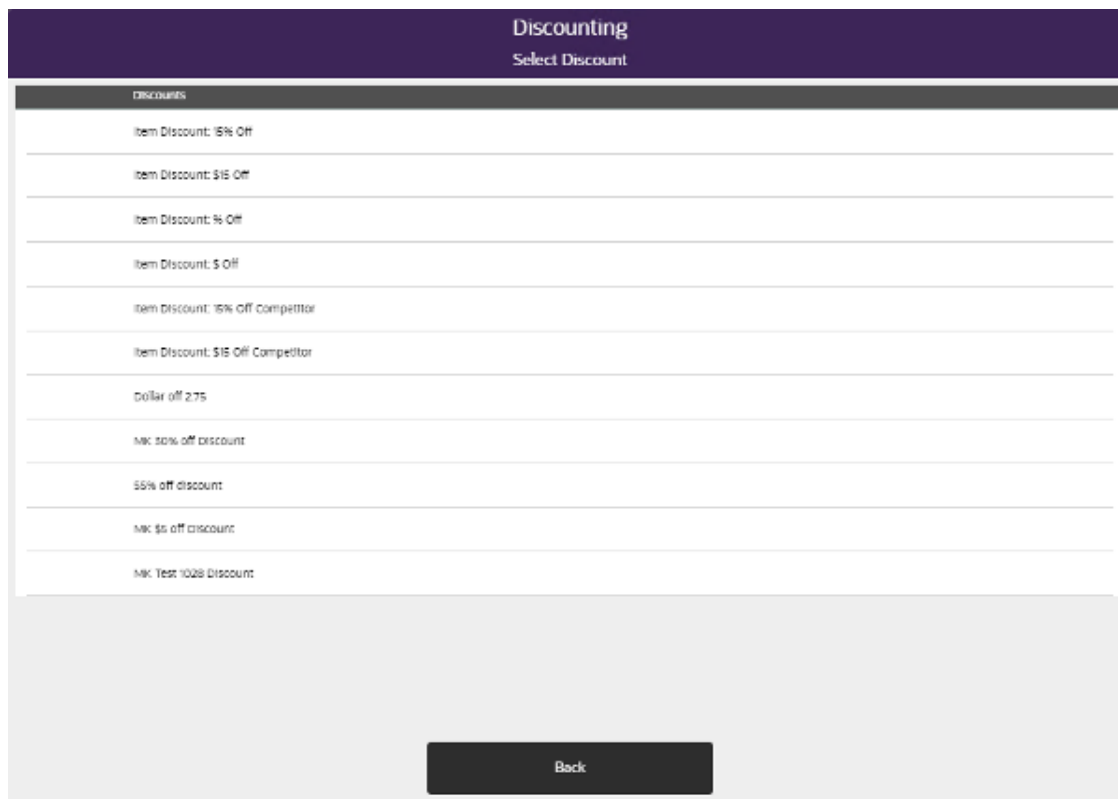 Discounting
Select Discount
Discounts
Item Discount: 15% Off
Item Discount: $15 Off
Item Discount: % Off
Item Discount: $ Off
Item Discount: 15% Off Competitor
Item Discount: $15 Off Competitor
Dollar off 2.75
MK 30% off Discount
55% off discount
MK $5 off Discount
MK Test 1028 Discount
Back